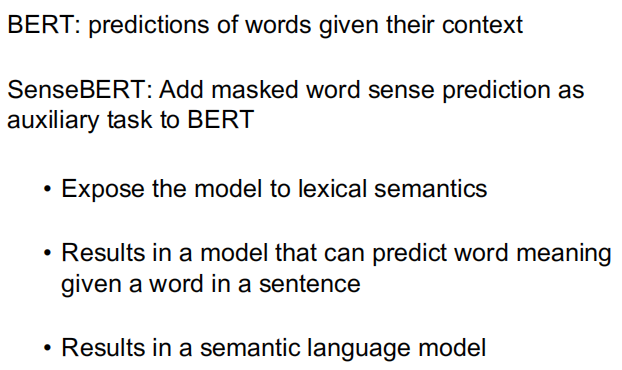 BERT: predictions of words given their context
SenseBERT: Add masked word sense prediction as
auxiliary task to BERT
• Expose the model to lexical semantics
• Results in a model that can predict word meaning
given a word in a sentence
• Results in a semantic language model